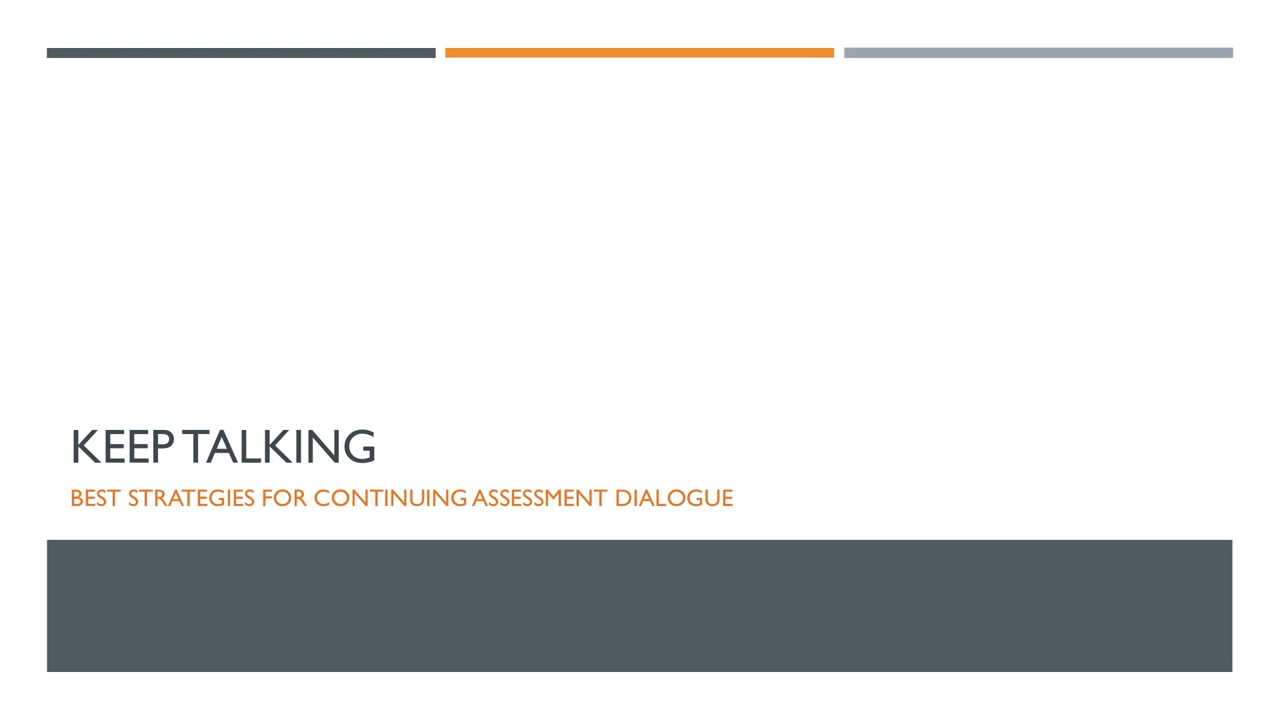 KEEP TALKING
BEST STRATEGIES FOR CONTINUING ASSESSMENT DIALOGUE